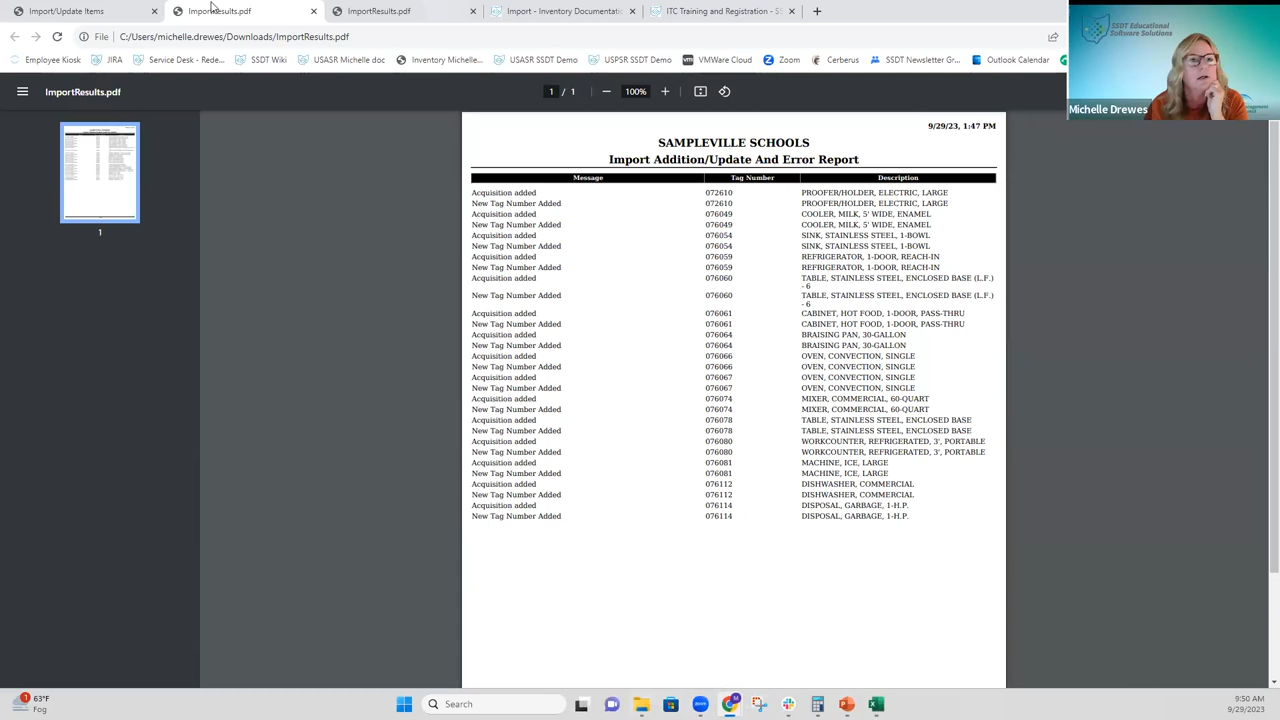 Import/Update Items
ImportResults.pdf
ImportResults.pdf
Import - Inventory Documentatic
ITC Training and Registration - SS
File
C:/Users/michelle.drewes/Downloads/ImportResults.pdf
Employee Kiosk
JIRA
Service Desk - Rede...
SSDT Wiki
USASR Michelle doc
Inventory Michelle...
USASR SSDT Demo
USPSR SSDT Demo
VMWare Cloud
Zoom
Cerberus
SSDT Newsletter Gr...
Outlook Calendar
SSDT Educational
Software Solutions
Michelle Drewes
ImportResults.pdf
1 / 1
100%
1
9/29/23, 1:47 PM
SAMPLEVILLE SCHOOLS
Import Addition/Update And Error Report
Message Tag Number Description
Acquisition added 072610 PROOFER/HOLDER, ELECTRIC, LARGE
New Tag Number Added 072610 PROOFER/HOLDER, ELECTRIC, LARGE
Acquisition added 076049 COOLER, MILK, 5' WIDE, ENAMEL
New Tag Number Added 076049 COOLER, MILK, 5' WIDE, ENAMEL
Acquisition added 076054 SINK, STAINLESS STEEL, 1-BOWL
New Tag Number Added 076054 SINK, STAINLESS STEEL, 1-BOWL
Acquisition added 076059 REFRIGERATOR, 1-DOOR, REACH-IN
New Tag Number Added 076059 REFRIGERATOR, 1-DOOR, REACH-IN
Acquisition added 076060 TABLE, STAINLESS STEEL, ENCLOSED BASE (L.F.)
- 6
New Tag Number Added 076060 TABLE, STAINLESS STEEL, ENCLOSED BASE (L.F.)
- 6
Acquisition added 076061 CABINET, HOT FOOD, 1-DOOR, PASS-THRU
New Tag Number Added 076061 CABINET, HOT FOOD, 1-DOOR, PASS-THRU
Acquisition added 076064 BRAISING PAN, 30-GALLON
New Tag Number Added 076064 BRAISING PAN, 30-GALLON
Acquisition added 076066 OVEN, CONVECTION, SINGLE
New Tag Number Added 076066 OVEN, CONVECTION, SINGLE
Acquisition added 076067 OVEN, CONVECTION, SINGLE
New Tag Number Added 076067 OVEN, CONVECTION, SINGLE
Acquisition added 076074 MIXER, COMMERCIAL, 60-QUART
New Tag Number Added 076074 MIXER, COMMERCIAL, 60-QUART
Acquisition added 076078 TABLE, STAINLESS STEEL, ENCLOSED BASE
New Tag Number Added 076078 TABLE, STAINLESS STEEL, ENCLOSED BASE
Acquisition added 076080 WORKCOUNTER, REFRIGERATED, 3', PORTABLE
New Tag Number Added 076080 WORKCOUNTER, REFRIGERATED, 3', PORTABLE
Acquisition added 076081 MACHINE, ICE, LARGE
New Tag Number Added 076081 MACHINE, ICE, LARGE
Acquisition added 076112 DISHWASHER, COMMERCIAL
New Tag Number Added 076112 DISHWASHER, COMMERCIAL
Acquisition added 076114 DISPOSAL, GARBAGE, 1-H.P.
New Tag Number Added 076114 DISPOSAL, GARBAGE, 1-H.P.
1
63°F
Fog
Search
9:50 AM
9/29/2023